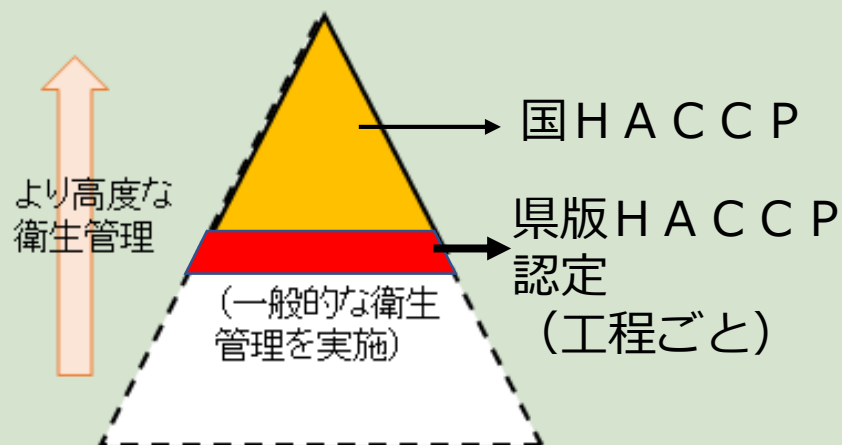 国ＨＡＣＣＰ
より高度な
衛生管理
県版ＨＡＣＣＰ
認定
（工程ごと）
（一般的な衛生
管理を実施）